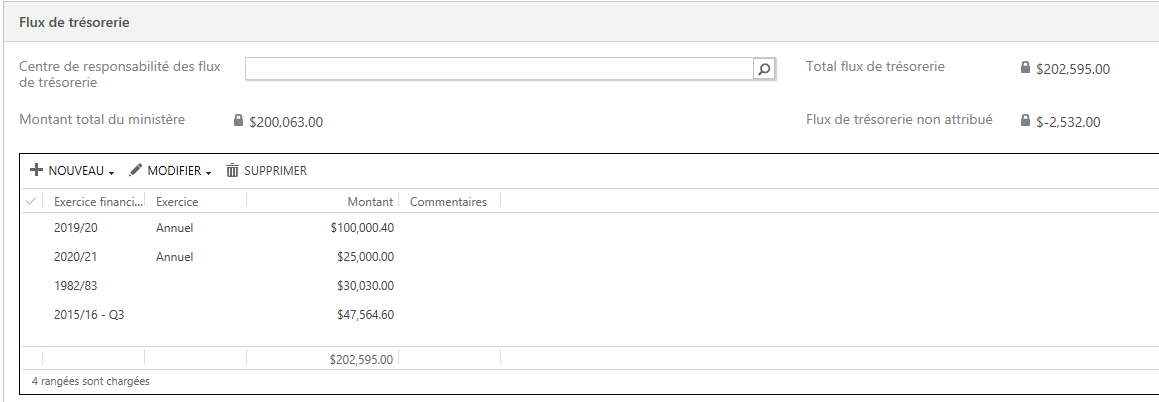 Flux de trésorerie
Centre de responsabilité des flux
de trésorerie
Total flux de trésorerie
$202,595.00
Montant total du ministère
$200,063.00
Flux de trésorerie non attribué
$-2,532.00
NOUVEAU
MODIFIER
SUPPRIMER
Exercice financi... Exercice Montant Commentaires
2019/20 Annuel $100,000.40
2020/21 Annuel $25,000.00
1982/83 $30,030.00
2015/16 - Q3 $47,564.60
$202,595.00
4 rangées sont chargées